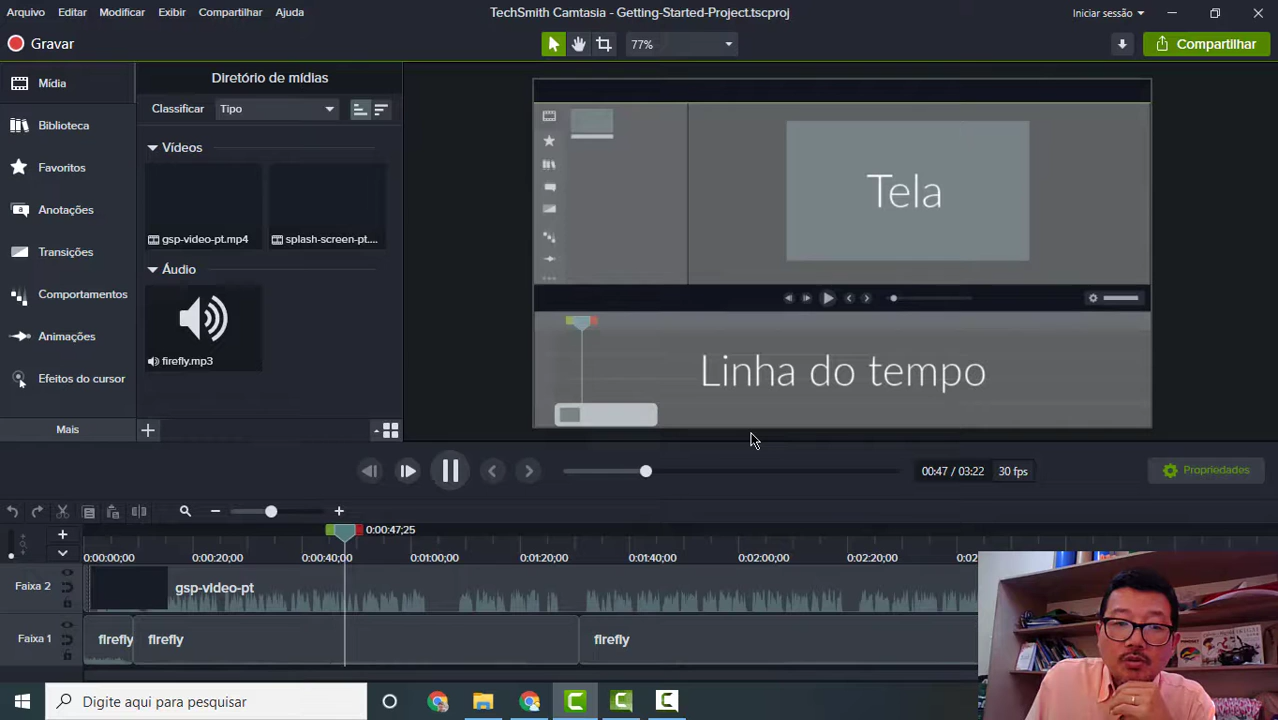 Arquivo Editar Modificar Exibir Compartilhar Ajuda
TechSmith Camtasia - Getting-Started-Project.tscproj
Iniciar sessão
Gravar
77%
Compartilhar
Mídia
Biblioteca
Favoritos
Anotações
Transições
Comportamentos
Animações
Efeitos do cursor
Mais
Diretório de mídias
Classificar Tipo
Vídeos
gsp-video-pt.mp4 splash-screen-pt....
Áudio
firefly.mp3
Tela
Linha do tempo
00:47 / 03:22 30 fps
Propriedades
0:00:47;25
0:00:00;00 0:00:20;00 0:00:40;00 0:01:00;00 0:01:20;00 0:01:40;00 0:02:00;00 0:02:20;00
Faixa 2 gsp-video-pt
Faixa 1 firefly firefly firefly
Digite aqui para pesquisar